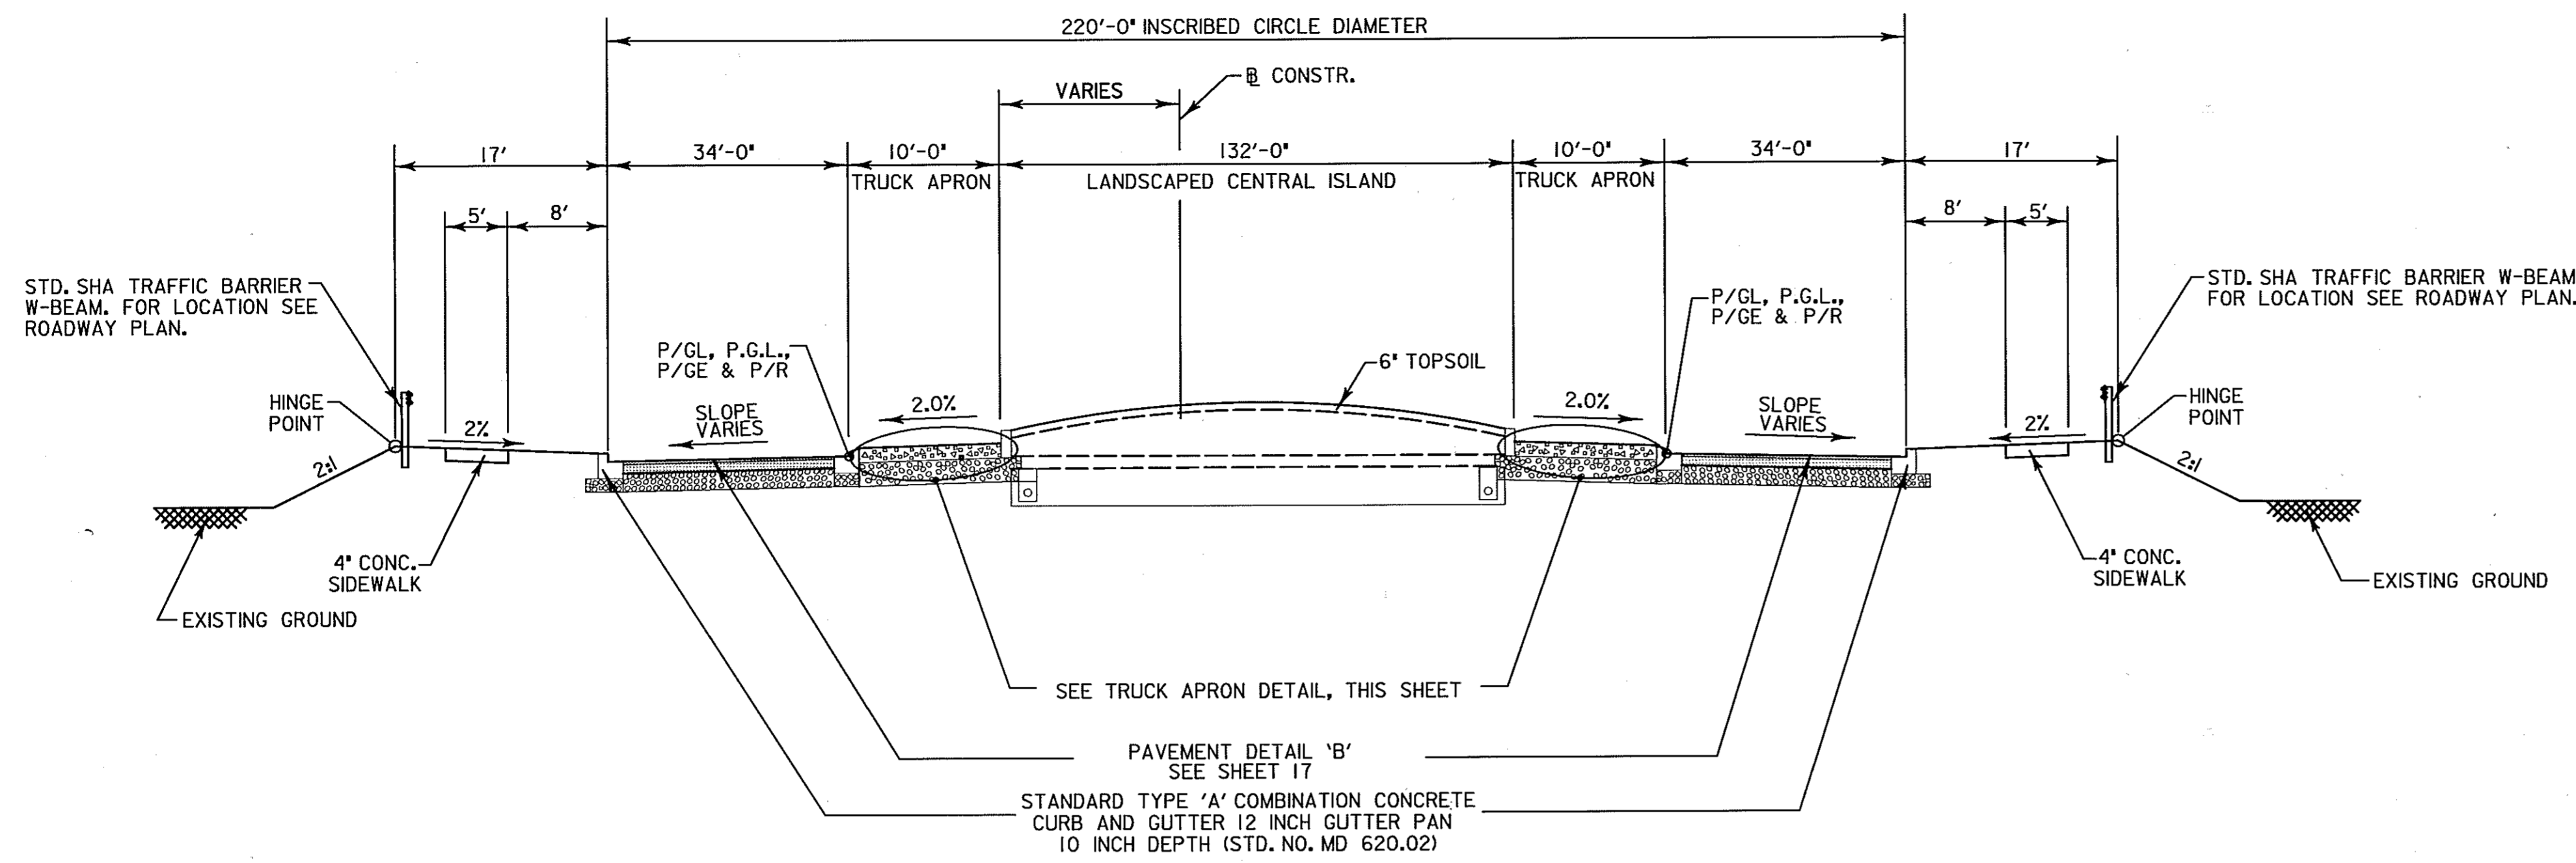 220'-0" INSCRIBED CIRCLE DIAMETER
℄ CONSTR.
VARIES
17'
34'-0"
10'-0"
132'-0"
10'-0"
34'-0"
17'
TRUCK APRON
LANDSCAPED CENTRAL ISLAND
TRUCK APRON
5'
8'
8'
5'
STD. SHA TRAFFIC BARRIER
W-BEAM. FOR LOCATION SEE
ROADWAY PLAN.
STD. SHA TRAFFIC BARRIER W-BEAM
FOR LOCATION SEE ROADWAY PLAN.
P/GL, P.G.L.,
P/GE & P/R
P/GL, P.G.L.,
P/GE & P/R
6" TOPSOIL
HINGE
POINT
2%
SLOPE
VARIES
2.0%
2.0%
SLOPE
VARIES
2%
HINGE
POINT
2:1
2:1
4" CONC.
SIDEWALK
4" CONC.
SIDEWALK
EXISTING GROUND
EXISTING GROUND
SEE TRUCK APRON DETAIL, THIS SHEET
PAVEMENT DETAIL 'B'
SEE SHEET 17
STANDARD TYPE 'A' COMBINATION CONCRETE
CURB AND GUTTER 12 INCH GUTTER PAN
10 INCH DEPTH (STD. NO. MD 620.02)